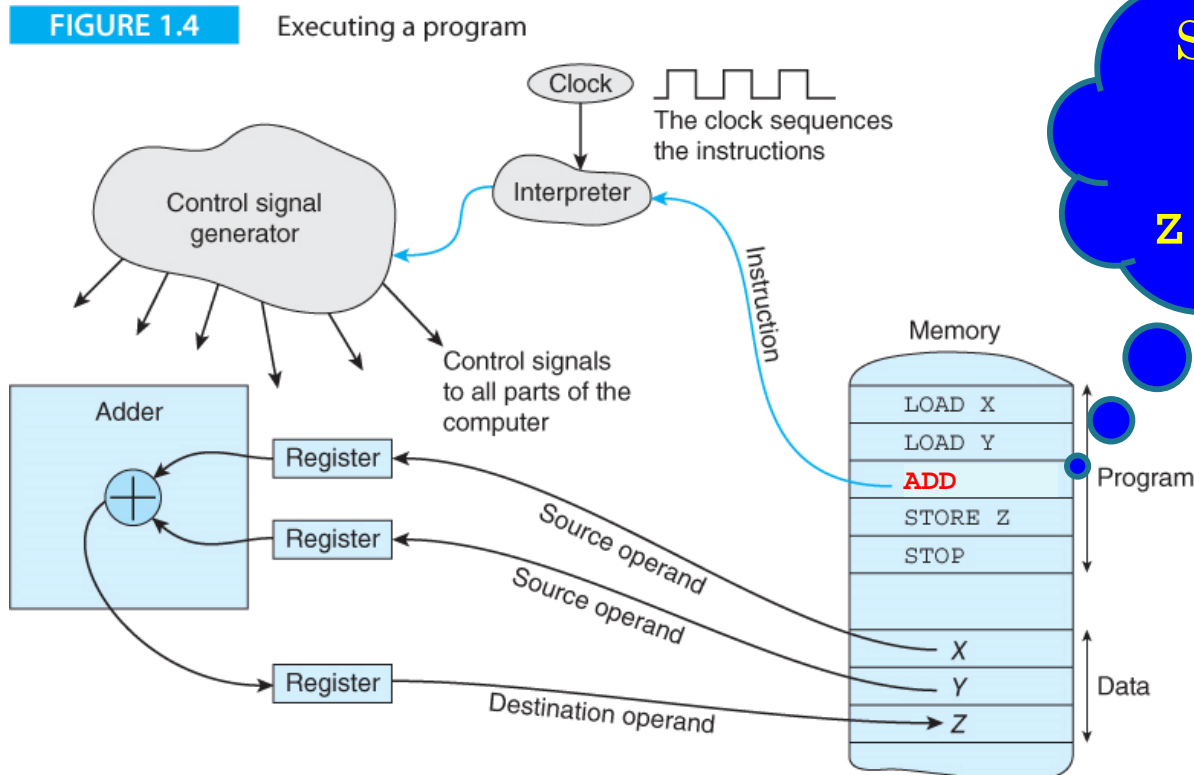 FIGURE 1.4 Executing a program
S
Clock
The clock sequences
the instructions
Interpreter
Control signal
generator
Z
Instruction
Memory
Control signals
to all parts of the
computer
Adder
LOAD X
LOAD Y
ADD
STORE Z
STOP
Program
Register
Register
Register
Source operand
Source operand
Destination operand
X
Y
Z
Data